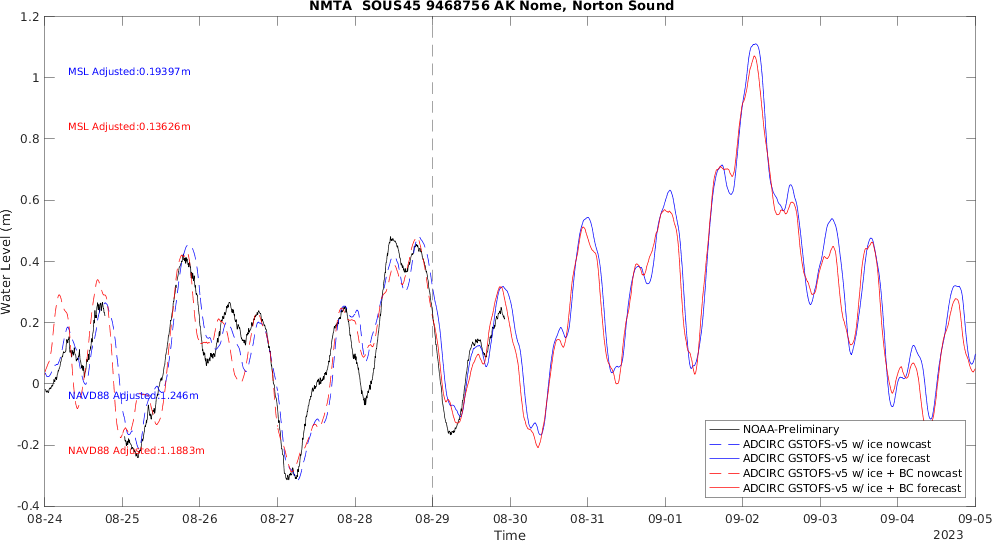 NMTA SOUS45 9468756 AK Nome, Norton Sound
1.2
1
0.8
0.6
0.4
0.2
0
-0.2
-0.4
Water Level (m)
MSL Adjusted:0.19397m
MSL Adjusted:0.13626m
NAVD88 Adjusted:1.246m
NAVD88 Adjusted:1.1883m
NOAA-Preliminary
ADCIRC GSTOFS-v5 w/ ice nowcast
ADCIRC GSTOFS-v5 w/ ice forecast
ADCIRC GSTOFS-v5 w/ ice + BC nowcast
ADCIRC GSTOFS-v5 w/ ice + BC forecast
08-24 08-25 08-26 08-27 08-28 08-29 08-30 08-31 09-01 09-02 09-03 09-04 09-05
Time
2023